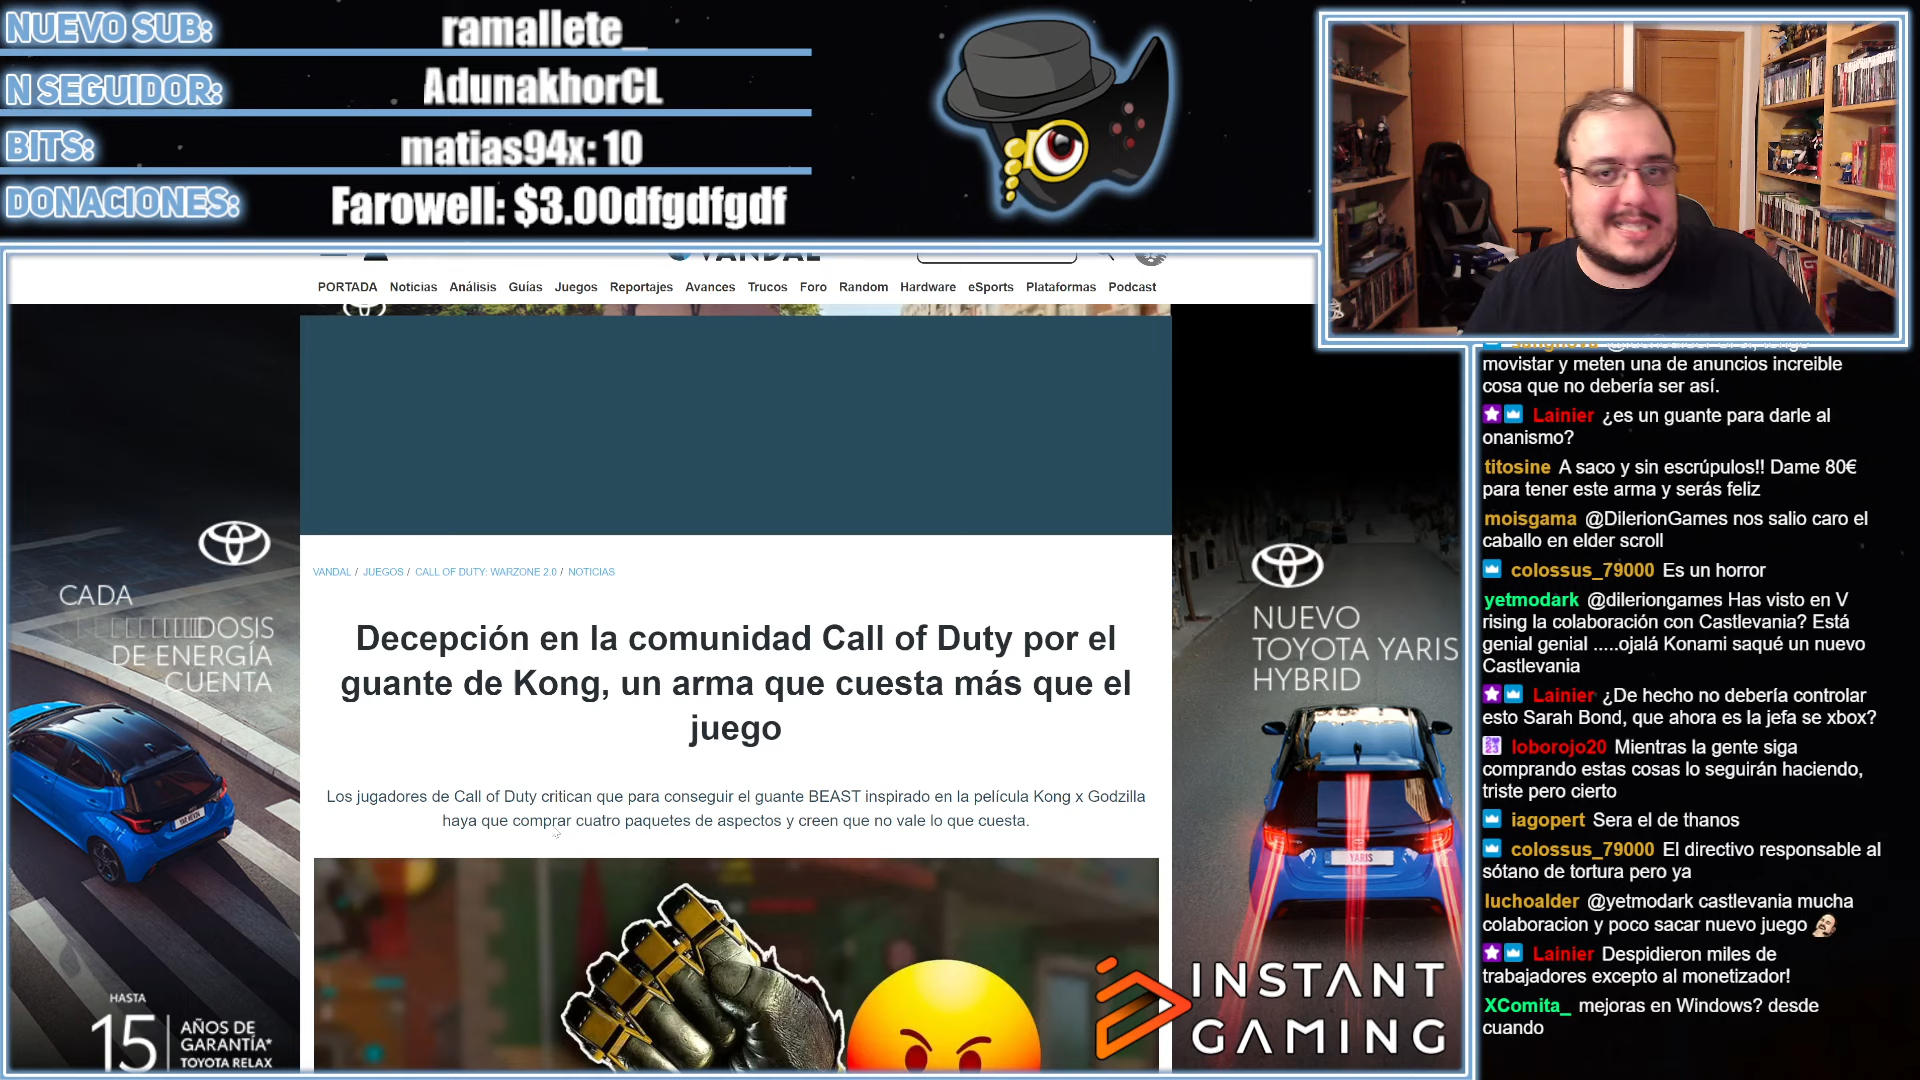 NUEVO SUB: ramallete_
N SEGUIDOR: AdunakhorCL
BITS: matias94x: 10
DONACIONES: Farowell: $3.00dfgdfgdf
VANDAL
PORTADA Noticias Análisis Guías Juegos Reportajes Avances Trucos Foro Random Hardware eSports Plataformas Podcast
VANDAL / JUEGOS / CALL OF DUTY: WARZONE 2.0 / NOTICIAS
Decepción en la comunidad Call of Duty por el
guante de Kong, un arma que cuesta más que el
juego
Los jugadores de Call of Duty critican que para conseguir el guante BEAST inspirado en la película Kong x Godzilla
haya que comprar cuatro paquetes de aspectos y creen que no vale lo que cuesta.
CADA
DOSIS
DE ENERGÍA
CUENTA
HASTA
15 AÑOS DE
GARANTÍA*
TOYOTA RELAX
NUEVO
TOYOTA YARIS
HYBRID
YARIS
INSTANT
GAMING
movistar y meten una de anuncios increible
cosa que no debería ser así.
Lainier ¿es un guante para darle al
onanismo?
titosine A saco y sin escrúpulos!! Dame 80€
para tener este arma y serás feliz
moisgama @DilerionGames nos salio caro el
caballo en elder scroll
colossus_79000 Es un horror
yetmodark @dileriongames Has visto en V
rising la colaboración con Castlevania? Está
genial genial .....ojalá Konami saqué un nuevo
Castlevania
Lainier ¿De hecho no debería controlar
esto Sarah Bond, que ahora es la jefa se xbox?
loborojo20 Mientras la gente siga
comprando estas cosas lo seguirán haciendo,
triste pero cierto
iagopert Sera el de thanos
colossus_79000 El directivo responsable al
sótano de tortura pero ya
luchoalder @yetmodark castlevania mucha
colaboracion y poco sacar nuevo juego
Lainier Despidieron miles de
trabajadores excepto al monetizador!
XComita_ mejoras en Windows? desde
cuando